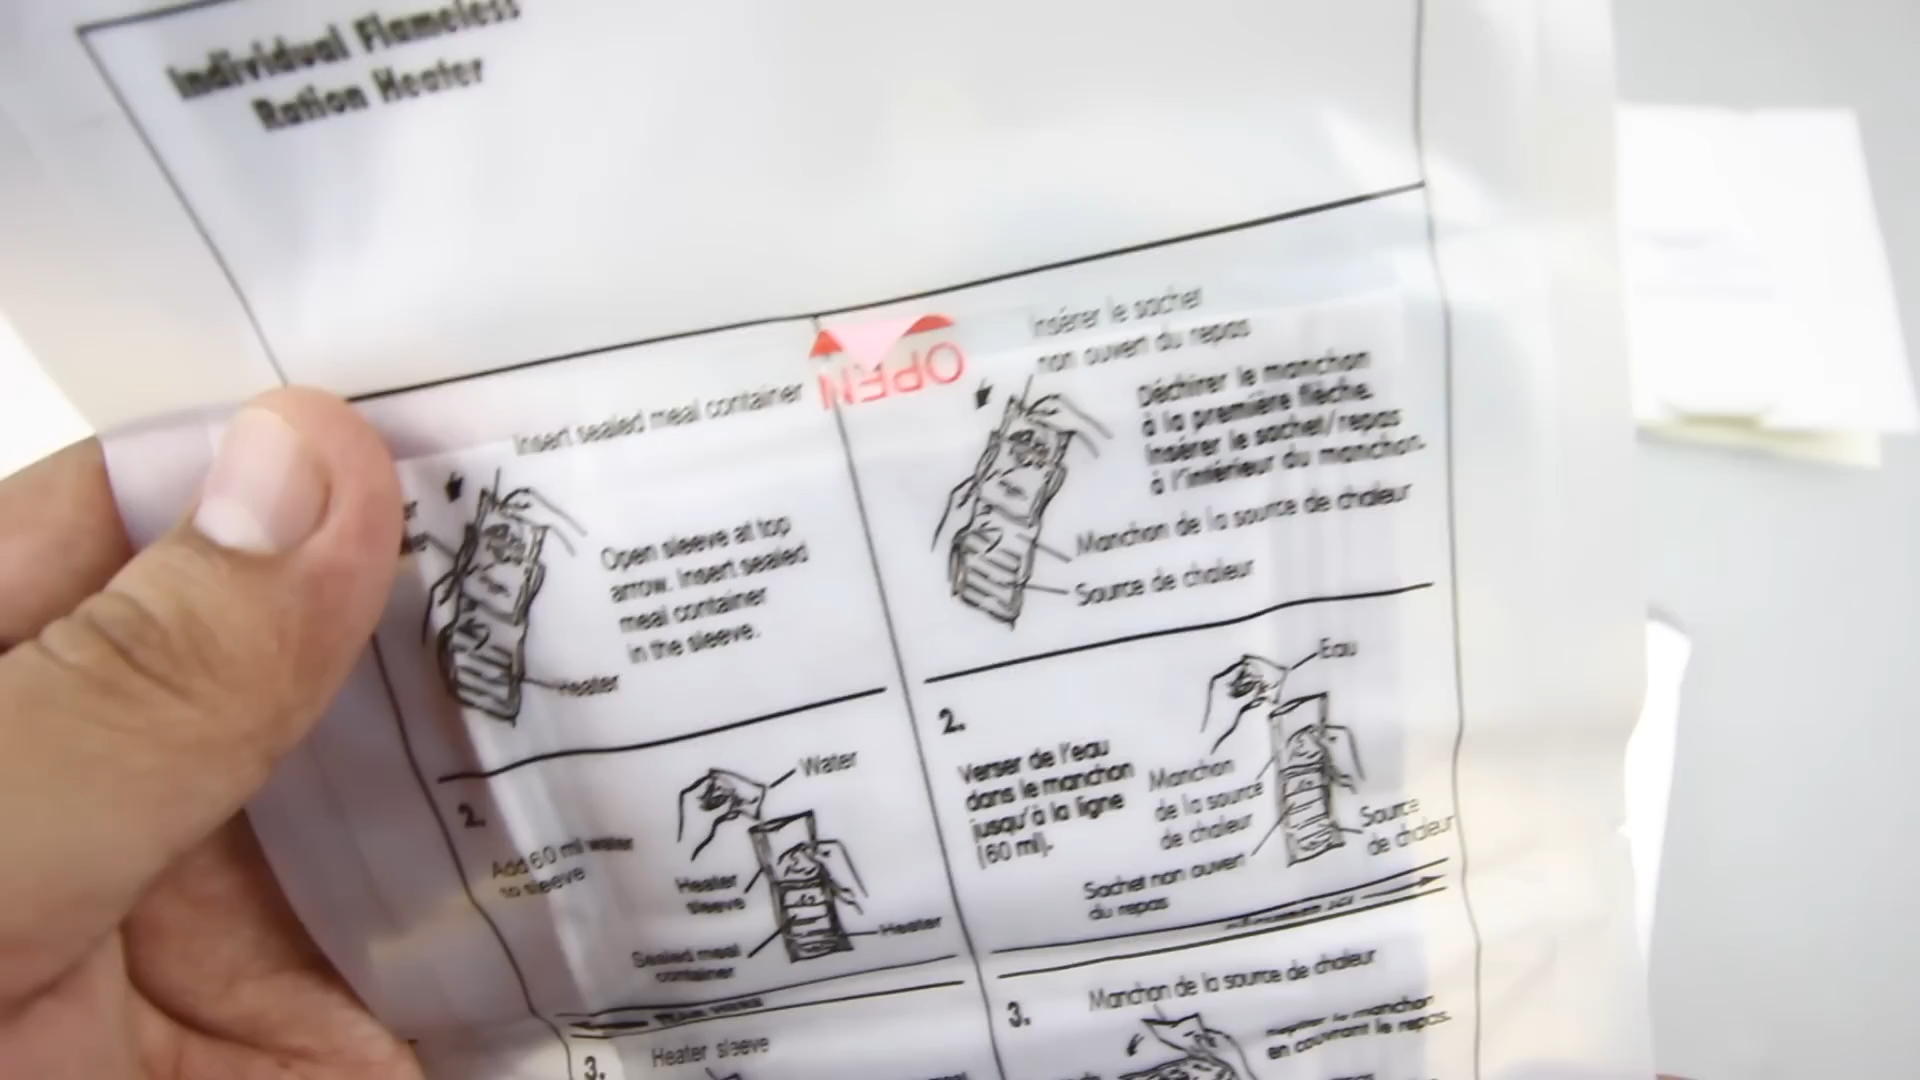 Individual Flameless
Ration Heater
OPEN
Insert sealed meal container
Open sleeve at top
arrow. Insert sealed
meal container
in the sleeve.
Heater
2.
Add 60 ml water
to sleeve
Water
Heater
sleeve
Sealed meal
container
Heater
3.
Heater sleeve
Insérer le sachet
non ouvert du repas
Déchirer le manchon
à la première flèche.
Insérer le sachet/repas
à l'intérieur du manchon.
Manchon de la source de chaleur
Source de chaleur
2.
Verser de l'eau
dans le manchon
jusqu'à la ligne
(60 ml).
Eau
Manchon
de la source
de chaleur
Source
de chaleur
Sachet non ouvert
du repas
3.
Manchon de la source de chaleur
le manchon
en couvrant le repas.